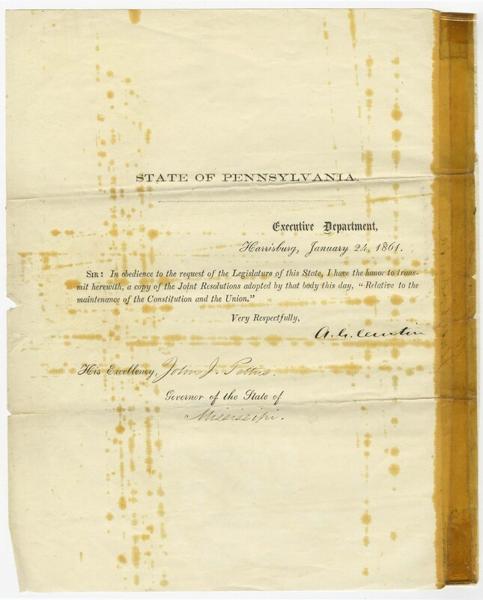 STATE OF PENNSYLVANIA.
Executive Department,
Harrisburg, January 24, 1861.
SIR: In obedience to the request of the Legislature of this State, I have the honor to trans-
mit herewith, a copy of the Joint Resolutions adopted by that body this day, "Relative to the
maintenance of the Constitution and the Union."
Very Respectfully,
A. G. Curtin
His Excellency, John J. Pettus
Governor of the State of
Mississippi.